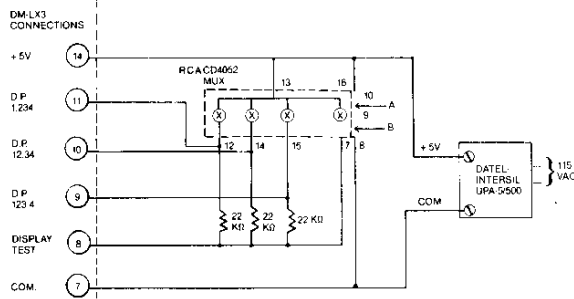 DM-LX3
CONNECTIONS
+ 5V
14
D.P.
1.234
11
D.P.
12.34
10
D.P.
123 4
9
DISPLAY
TEST
8
COM.
7
RCA CD4052
MUX
13
16
10
A
9
B
X
X
X
X
12
14
15
7
8
22
KΩ
22
KΩ
22 KΩ
+ 5V
COM
DATEL-
INTERSIL
UPA-5/500
115
VAC